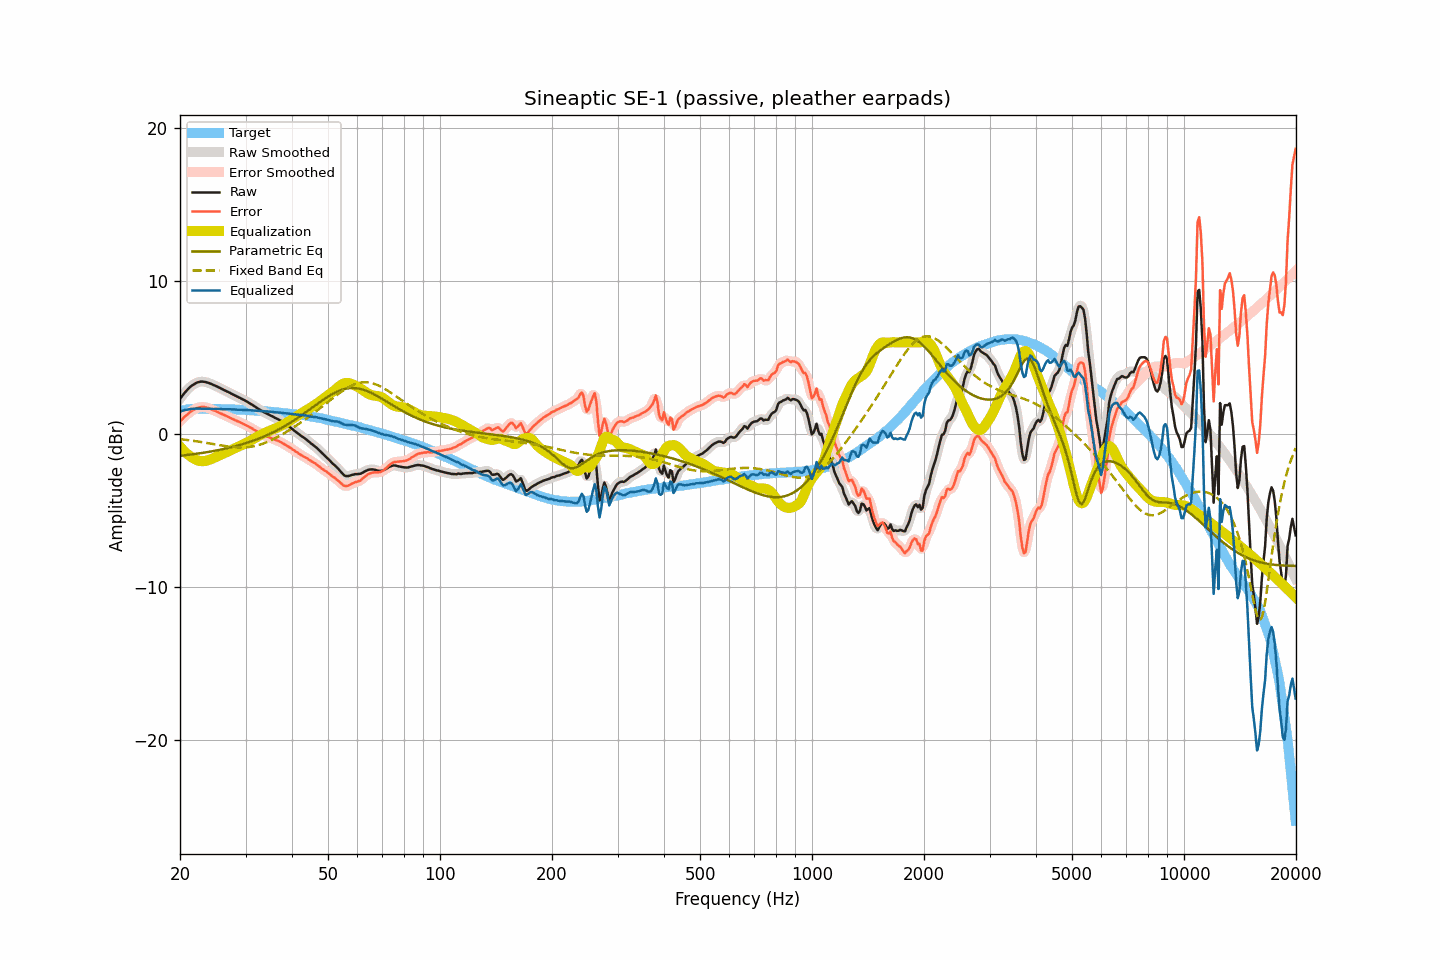 Sineaptic SE-1 (passive, pleather earpads)
Target
Raw Smoothed
Error Smoothed
Raw
Error
Equalization
Parametric Eq
Fixed Band Eq
Equalized
20
10
0
−10
−20
Amplitude (dBr)
20 50 100 200 500 1000 2000 5000 10000 20000
Frequency (Hz)